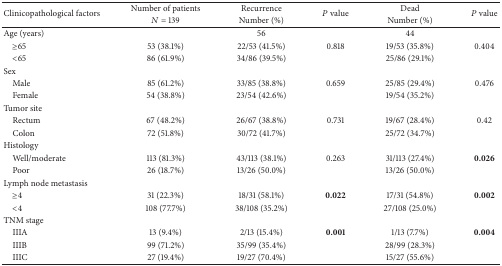 Clinicopathological factors Number of patients N = 139 Recurrence Number (%) P value Dead Number (%) P value
Age (years) 56 44
≥65 53 (38.1%) 22/53 (41.5%) 0.818 19/53 (35.8%) 0.404
<65 86 (61.9%) 34/86 (39.5%) 25/86 (29.1%)
Sex
Male 85 (61.2%) 33/85 (38.8%) 0.659 25/85 (29.4%) 0.476
Female 54 (38.8%) 23/54 (42.6%) 19/54 (35.2%)
Tumor site
Rectum 67 (48.2%) 26/67 (38.8%) 0.731 19/67 (28.4%) 0.42
Colon 72 (51.8%) 30/72 (41.7%) 25/72 (34.7%)
Histology
Well/moderate 113 (81.3%) 43/113 (38.1%) 0.263 31/113 (27.4%) 0.026
Poor 26 (18.7%) 13/26 (50.0%) 13/26 (50.0%)
Lymph node metastasis
≥4 31 (22.3%) 18/31 (58.1%) 0.022 17/31 (54.8%) 0.002
<4 108 (77.7%) 38/108 (35.2%) 27/108 (25.0%)
TNM stage
IIIA 13 (9.4%) 2/13 (15.4%) 0.001 1/13 (7.7%) 0.004
IIIB 99 (71.2%) 35/99 (35.4%) 28/99 (28.3%)
IIIC 27 (19.4%) 19/27 (70.4%) 15/27 (55.6%)